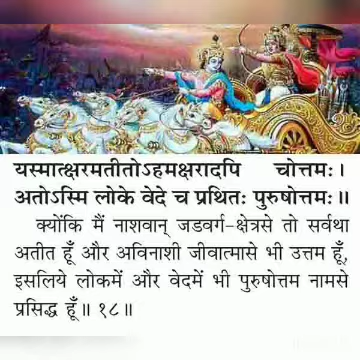 यस्मात्क्षरमतीतोऽहमक्षरादपि चोत्तमः।
अतोऽस्मि लोके वेदे च प्रथितः पुरुषोत्तमः॥
क्योंकि मैं नाशवान् जडवर्ग-क्षेत्रसे तो सर्वथा
अतीत हूँ और अविनाशी जीवात्मासे भी उत्तम हूँ,
इसलिये लोकमें और वेदमें भी पुरुषोत्तम नामसे
प्रसिद्ध हूँ॥ १८॥